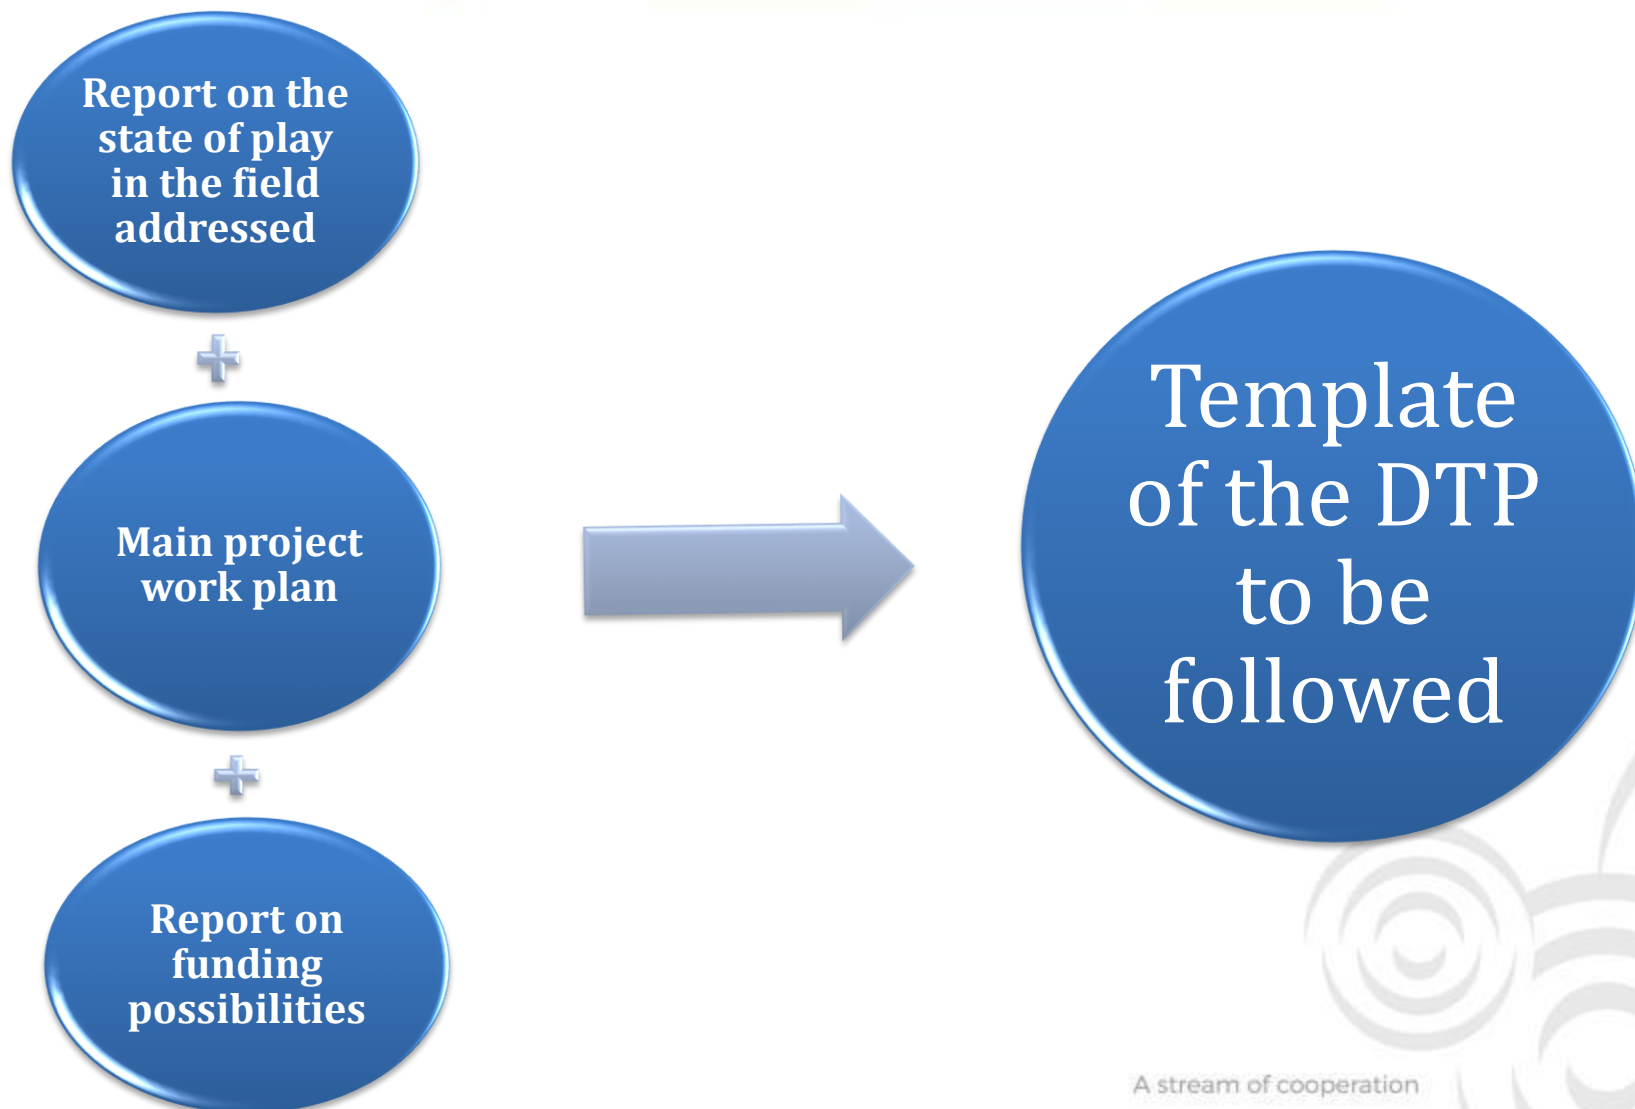 Report on the
state of play
in the field
addressed
Main project
work plan
Report on
funding
possibilities
Template
of the DTP
to be
followed
A stream of cooperation